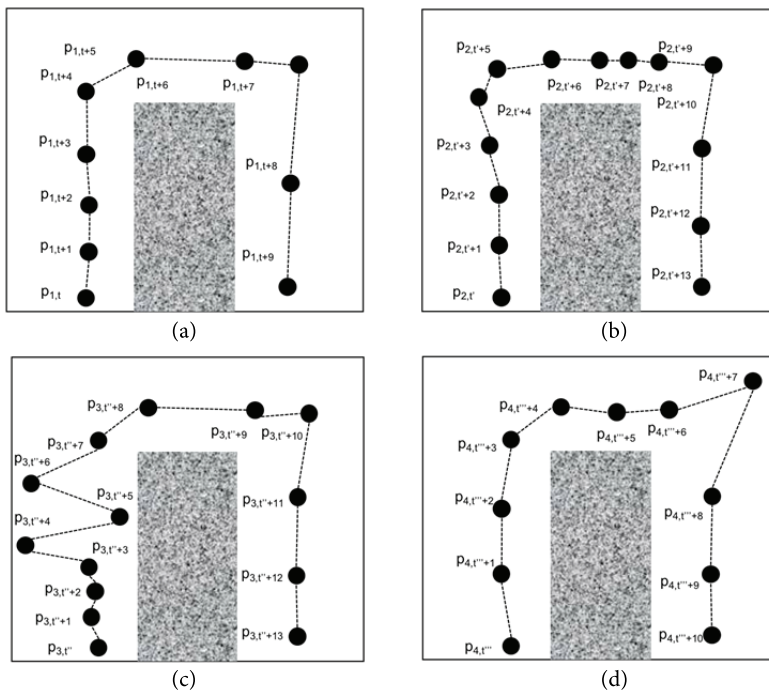 p1,t+5
p1,t+4
p1,t+6
p1,t+7
p1,t+3
p1,t+8
p1,t+2
p1,t+1
p1,t+9
p1,t
(a)
p2,t'+5
p2,t'+9
p2,t'+6
p2,t'+7
p2,t'+8
p2,t'+4
p2,t'+10
p2,t'+3
p2,t'+11
p2,t'+2
p2,t'+12
p2,t'+1
p2,t'
p2,t'+13
(b)
p3,t''+8
p3,t''+7
p3,t''+9
p3,t''+10
p3,t''+6
p3,t''+5
p3,t''+11
p3,t''+4
p3,t''+3
p3,t''+2
p3,t''+12
p3,t''+1
p3,t''
p3,t''+13
(c)
p4,t'''+7
p4,t'''+4
p4,t'''+6
p4,t'''+5
p4,t'''+3
p4,t'''+2
p4,t'''+8
p4,t'''+1
p4,t'''+9
p4,t'''
p4,t'''+10
(d)